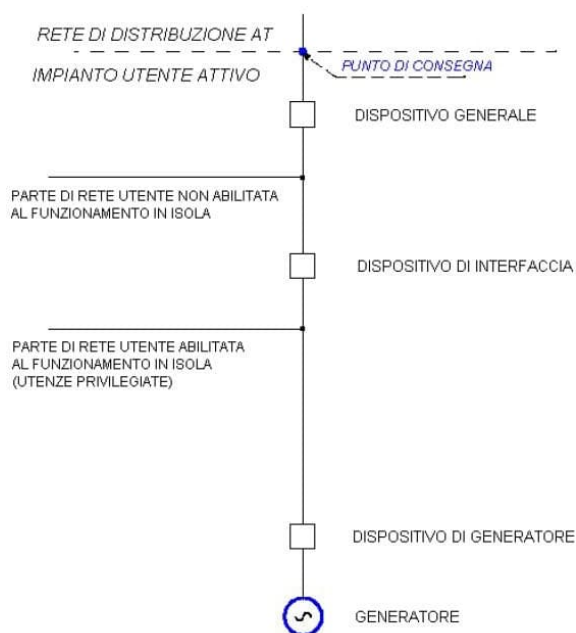 RETE DI DISTRIBUZIONE AT
PUNTO DI CONSEGNA
IMPIANTO UTENTE ATTIVO
DISPOSITIVO GENERALE
PARTE DI RETE UTENTE NON ABILITATA
AL FUNZIONAMENTO IN ISOLA
DISPOSITIVO DI INTERFACCIA
PARTE DI RETE UTENTE ABILITATA
AL FUNZIONAMENTO IN ISOLA
(UTENZE PRIVILEGIATE)
DISPOSITIVO DI GENERATORE
GENERATORE